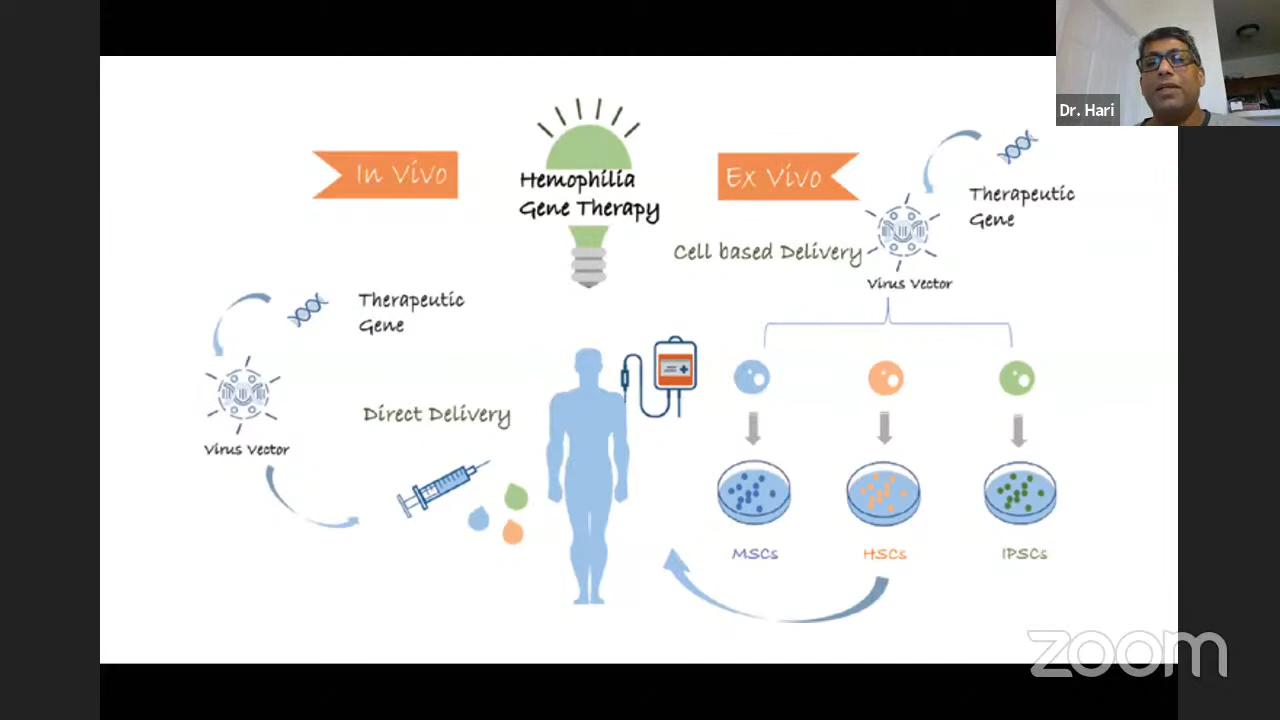 Dr. Hari
In Vivo
Hemophilia
Gene Therapy
Ex Vivo
Therapeutic
Gene
Cell based Delivery
Virus Vector
Therapeutic
Gene
Direct Delivery
Virus Vector
MSCs
HSCs
IPSCs
zoom